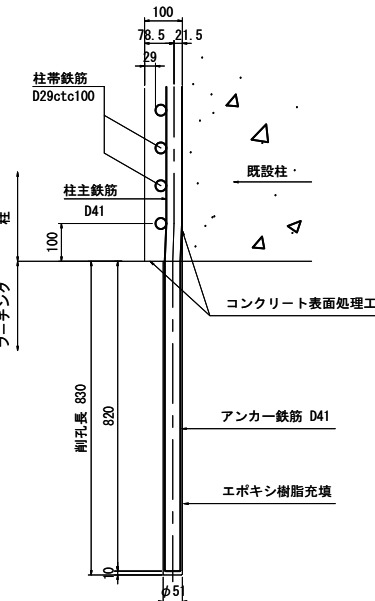 100
78.5
21.5
29
柱帯鉄筋
D29ctc100
既設柱
柱
柱主鉄筋
D41
100
フーチング
コンクリート表面処理工
削孔長 830
820
アンカー鉄筋 D41
エポキシ樹脂充填
10
φ51